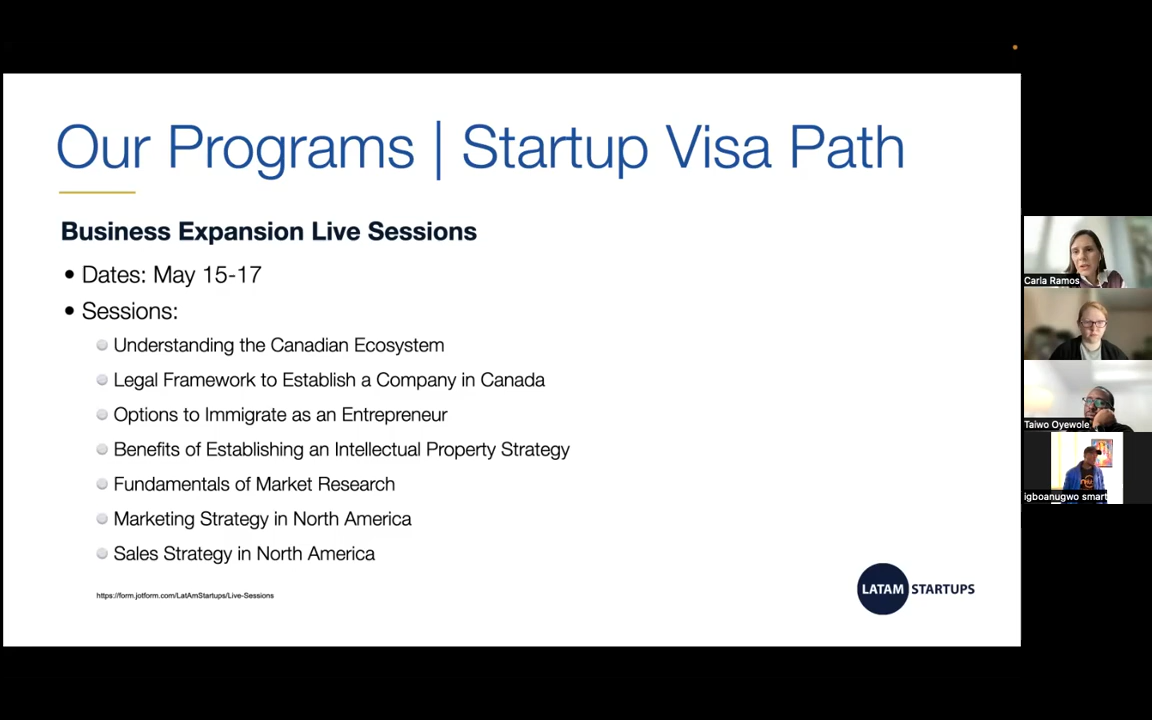 Our Programs | Startup Visa Path
Business Expansion Live Sessions
• Dates: May 15-17
• Sessions:
Understanding the Canadian Ecosystem
Legal Framework to Establish a Company in Canada
Options to Immigrate as an Entrepreneur
Benefits of Establishing an Intellectual Property Strategy
Fundamentals of Market Research
Marketing Strategy in North America
Sales Strategy in North America
https://form.jotform.com/LatAmStartups/Live-Sessions
LATAM STARTUPS
Carla Ramos
Taiwo Oyewole
igboanugwo smart